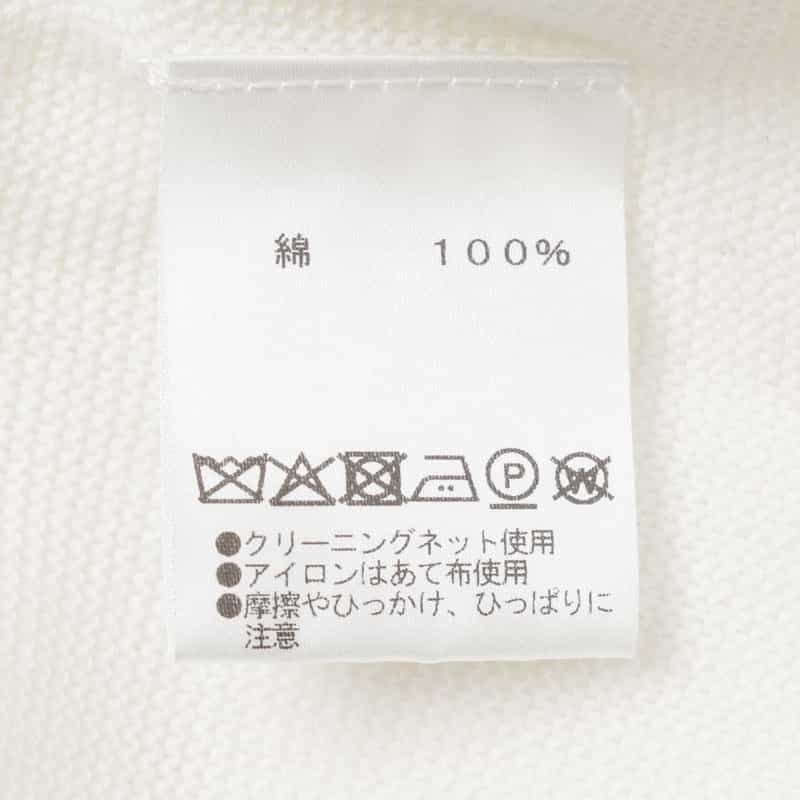 綿 100%
P W
●クリーニングネット使用
●アイロンはあて布使用
●摩擦やひっかけ、ひっぱりに
注意